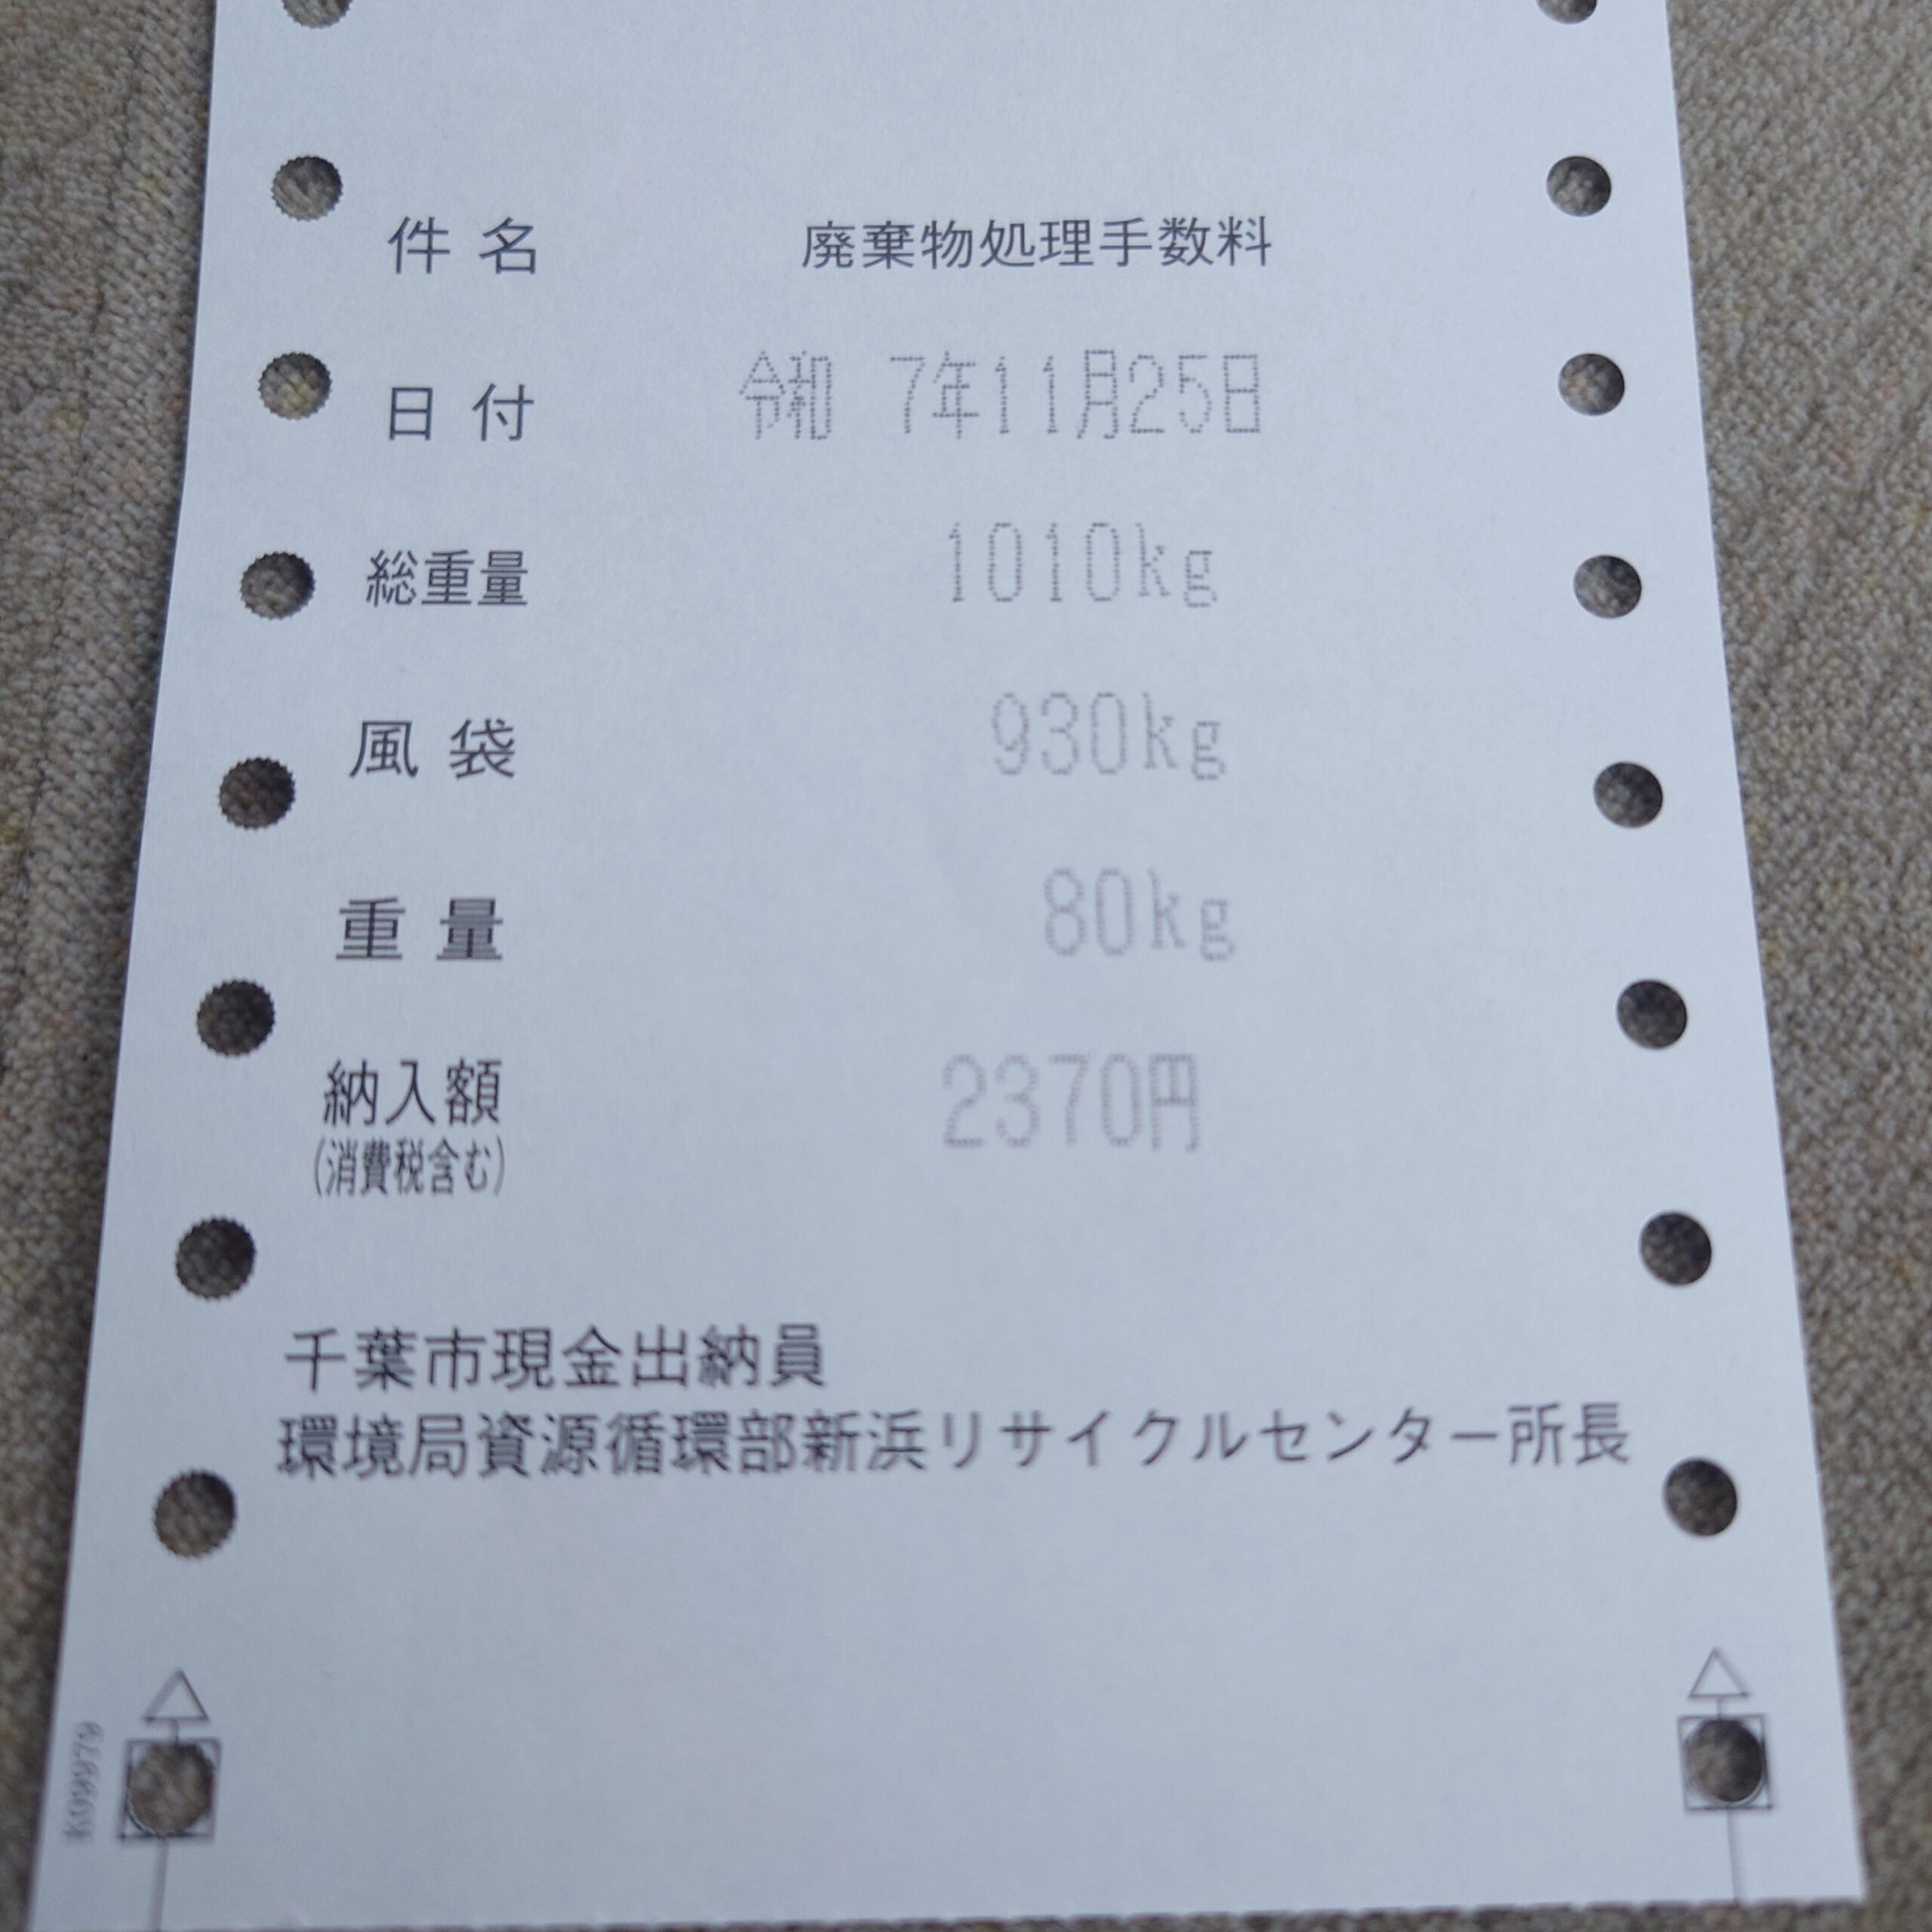 件名 廃棄物処理手数料
日付 令和 7年11月25日
総重量 1010kg
風袋 930kg
重量 80kg
納入額 2370円
(消費税含む)
千葉市現金出納員
環境局資源循環部新浜リサイクルセンター所長